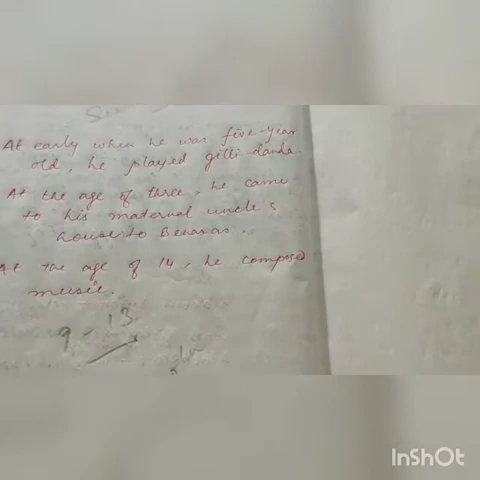 At early when he was five-year
old, he played gilli-danda.
At the age of three, he came
to his maternal uncle's
house to Benaras.
At the age of 14, he composed
music.
9 - 13
InShOt